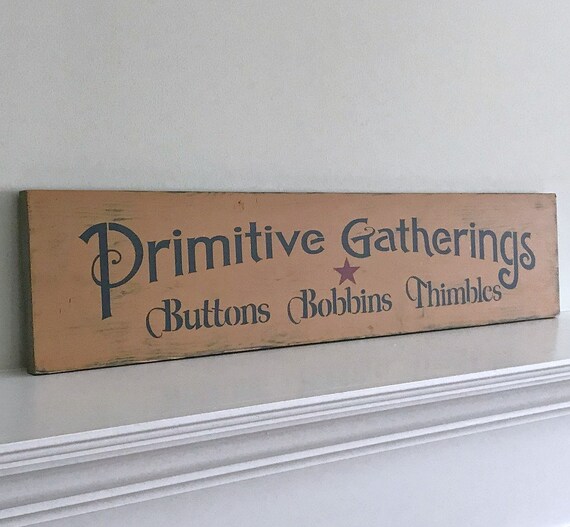 Primitive Gatherings
Buttons Bobbins Thimbles